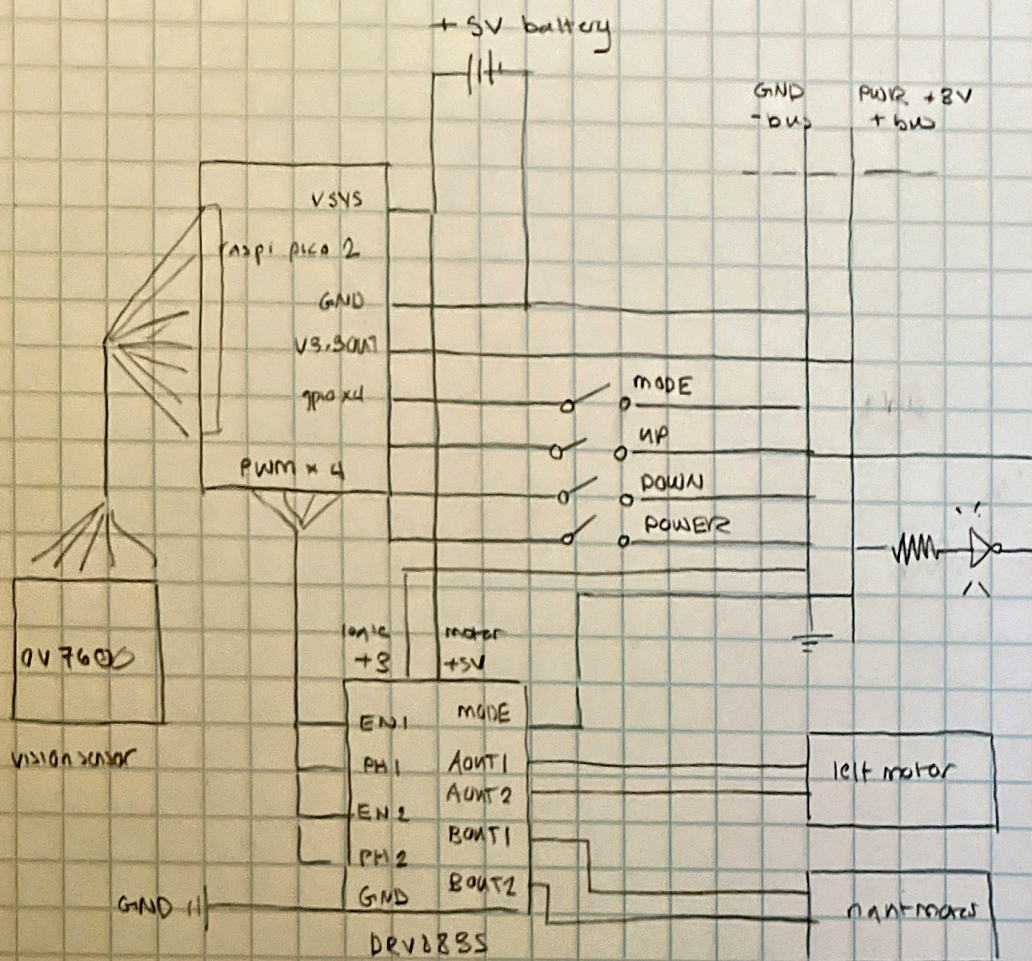 + 5V battery
GND
- bus
PWR +3V
+ bus
VSYS
raspi pico 2
GND
V3.3OUT
gpio x4
PWM x 4
MODE
UP
DOWN
POWER
logic
+3
motor
+5V
OV7600
vision sensor
EN1
PH1
EN2
PH2
GND
MODE
AOUT1
AOUT2
BOUT1
BOUT2
DRV8835
GND
left motor
right motor